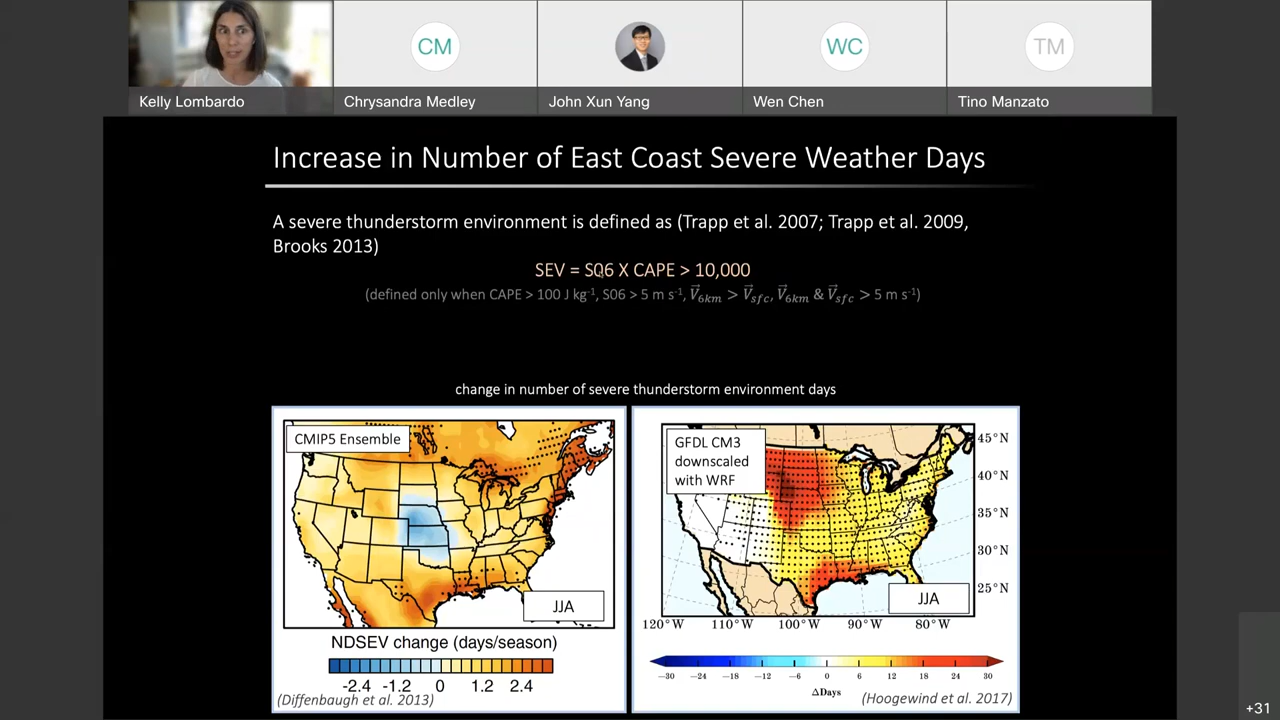 CM
WC
TM
Kelly Lombardo
Chrysandra Medley
John Xun Yang
Wen Chen
Tino Manzato
Increase in Number of East Coast Severe Weather Days
A severe thunderstorm environment is defined as (Trapp et al. 2007; Trapp et al. 2009,
Brooks 2013)
SEV = S06 X CAPE > 10,000
(defined only when CAPE > 100 J kg⁻¹, S06 > 5 m s⁻¹, V⃗6km > V⃗sfc, V⃗6km & V⃗sfc > 5 m s⁻¹)
change in number of severe thunderstorm environment days
CMIP5 Ensemble
JJA
NDSEV change (days/season)
-2.4 -1.2 0 1.2 2.4
(Diffenbaugh et al. 2013)
GFDL CM3
downscaled
with WRF
45°N
40°N
35°N
30°N
25°N
JJA
120°W 110°W 100°W 90°W 80°W
−30 −24 −18 −12 −6 0 6 12 18 24 30
ΔDays
(Hoogewind et al. 2017)
+31